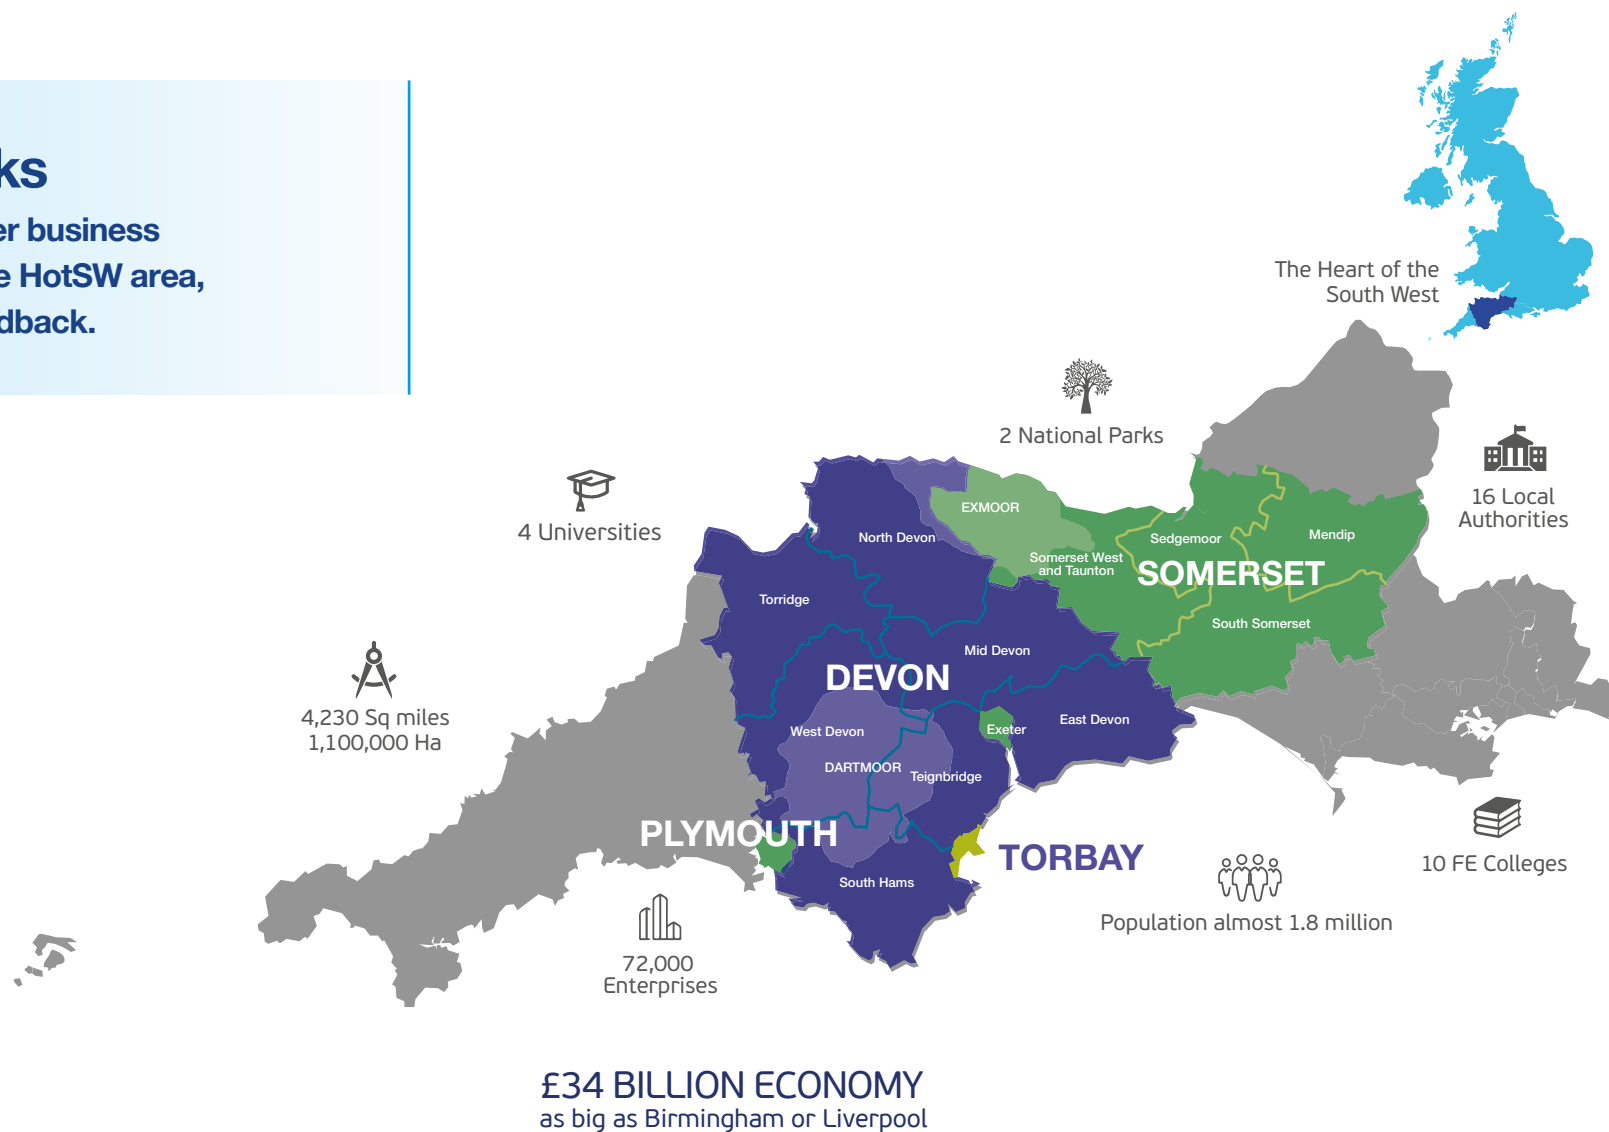 ks
er business
e HotSW area,
dback.
The Heart of the
South West
2 National Parks
16 Local
Authorities
4 Universities
EXMOOR
North Devon
Sedgemoor
Mendip
Somerset West
and Taunton
SOMERSET
Torridge
South Somerset
Mid Devon
DEVON
4,230 Sq miles
1,100,000 Ha
West Devon
Exeter
East Devon
DARTMOOR
Teignbridge
PLYMOUTH
TORBAY
10 FE Colleges
South Hams
Population almost 1.8 million
72,000
Enterprises
£34 BILLION ECONOMY
as big as Birmingham or Liverpool